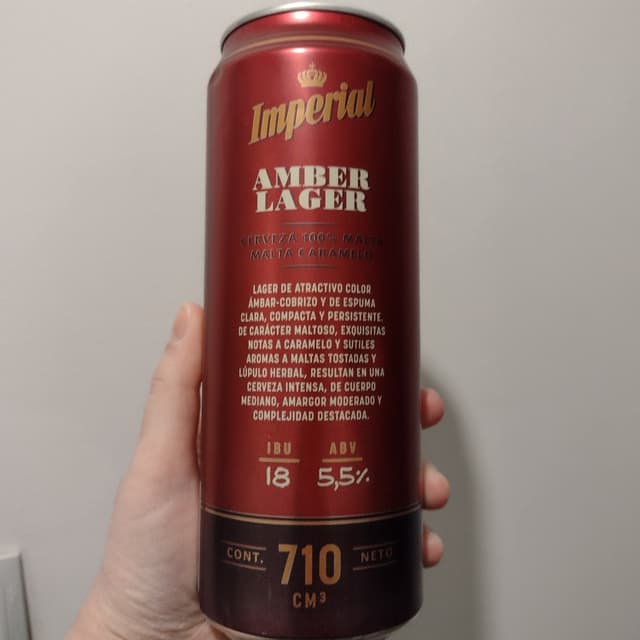 Imperial
AMBER
LAGER
CERVEZA 100% MALTA
MALTA CARAMELO
LAGER DE ATRACTIVO COLOR
ÁMBAR-COBRIZO Y DE ESPUMA
CLARA, COMPACTA Y PERSISTENTE.
DE CARÁCTER MALTOSO, EXQUISITAS
NOTAS A CARAMELO Y SUTILES
AROMAS A MALTAS TOSTADAS Y
LÚPULO HERBAL, RESULTAN EN UNA
CERVEZA INTENSA, DE CUERPO
MEDIANO, AMARGOR MODERADO Y
COMPLEJIDAD DESTACADA.
IBU ABV
18 5,5%
CONT. 710 NETO
CM³